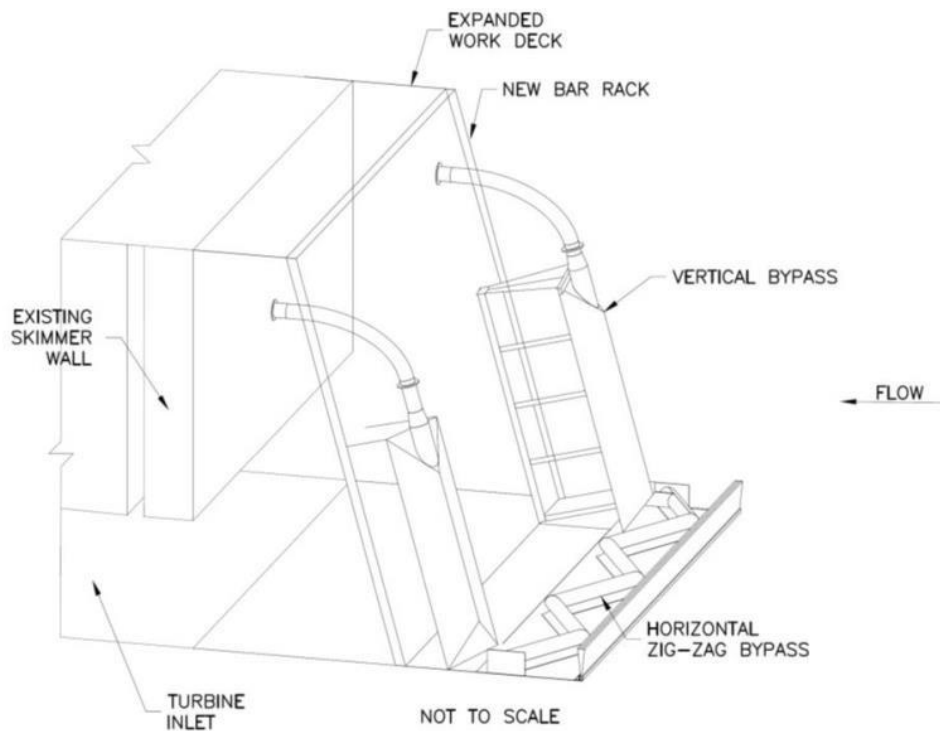 EXPANDED
WORK DECK
NEW BAR RACK
VERTICAL BYPASS
EXISTING
SKIMMER
WALL
FLOW
HORIZONTAL
ZIG-ZAG BYPASS
TURBINE
INLET
NOT TO SCALE